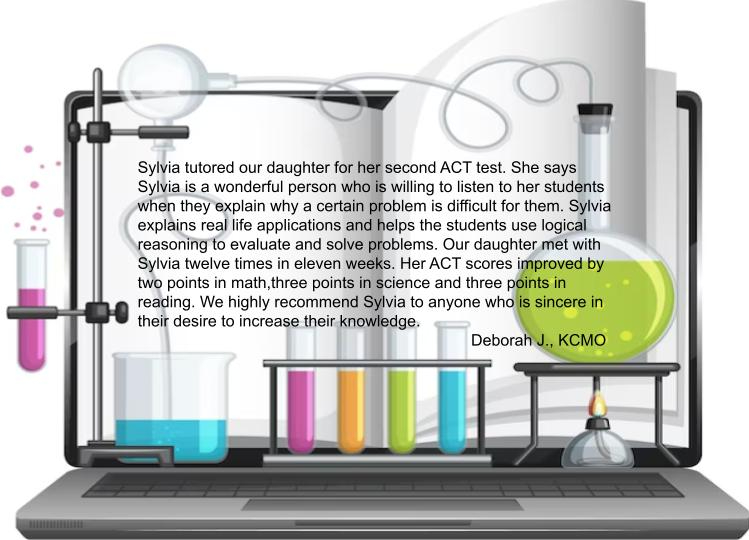 Sylvia tutored our daughter for her second ACT test. She says
Sylvia is a wonderful person who is willing to listen to her students
when they explain why a certain problem is difficult for them. Sylvia
explains real life applications and helps the students use logical
reasoning to evaluate and solve problems. Our daughter met with
Sylvia twelve times in eleven weeks. Her ACT scores improved by
two points in math,three points in science and three points in
reading. We highly recommend Sylvia to anyone who is sincere in
their desire to increase their knowledge.
Deborah J., KCMO